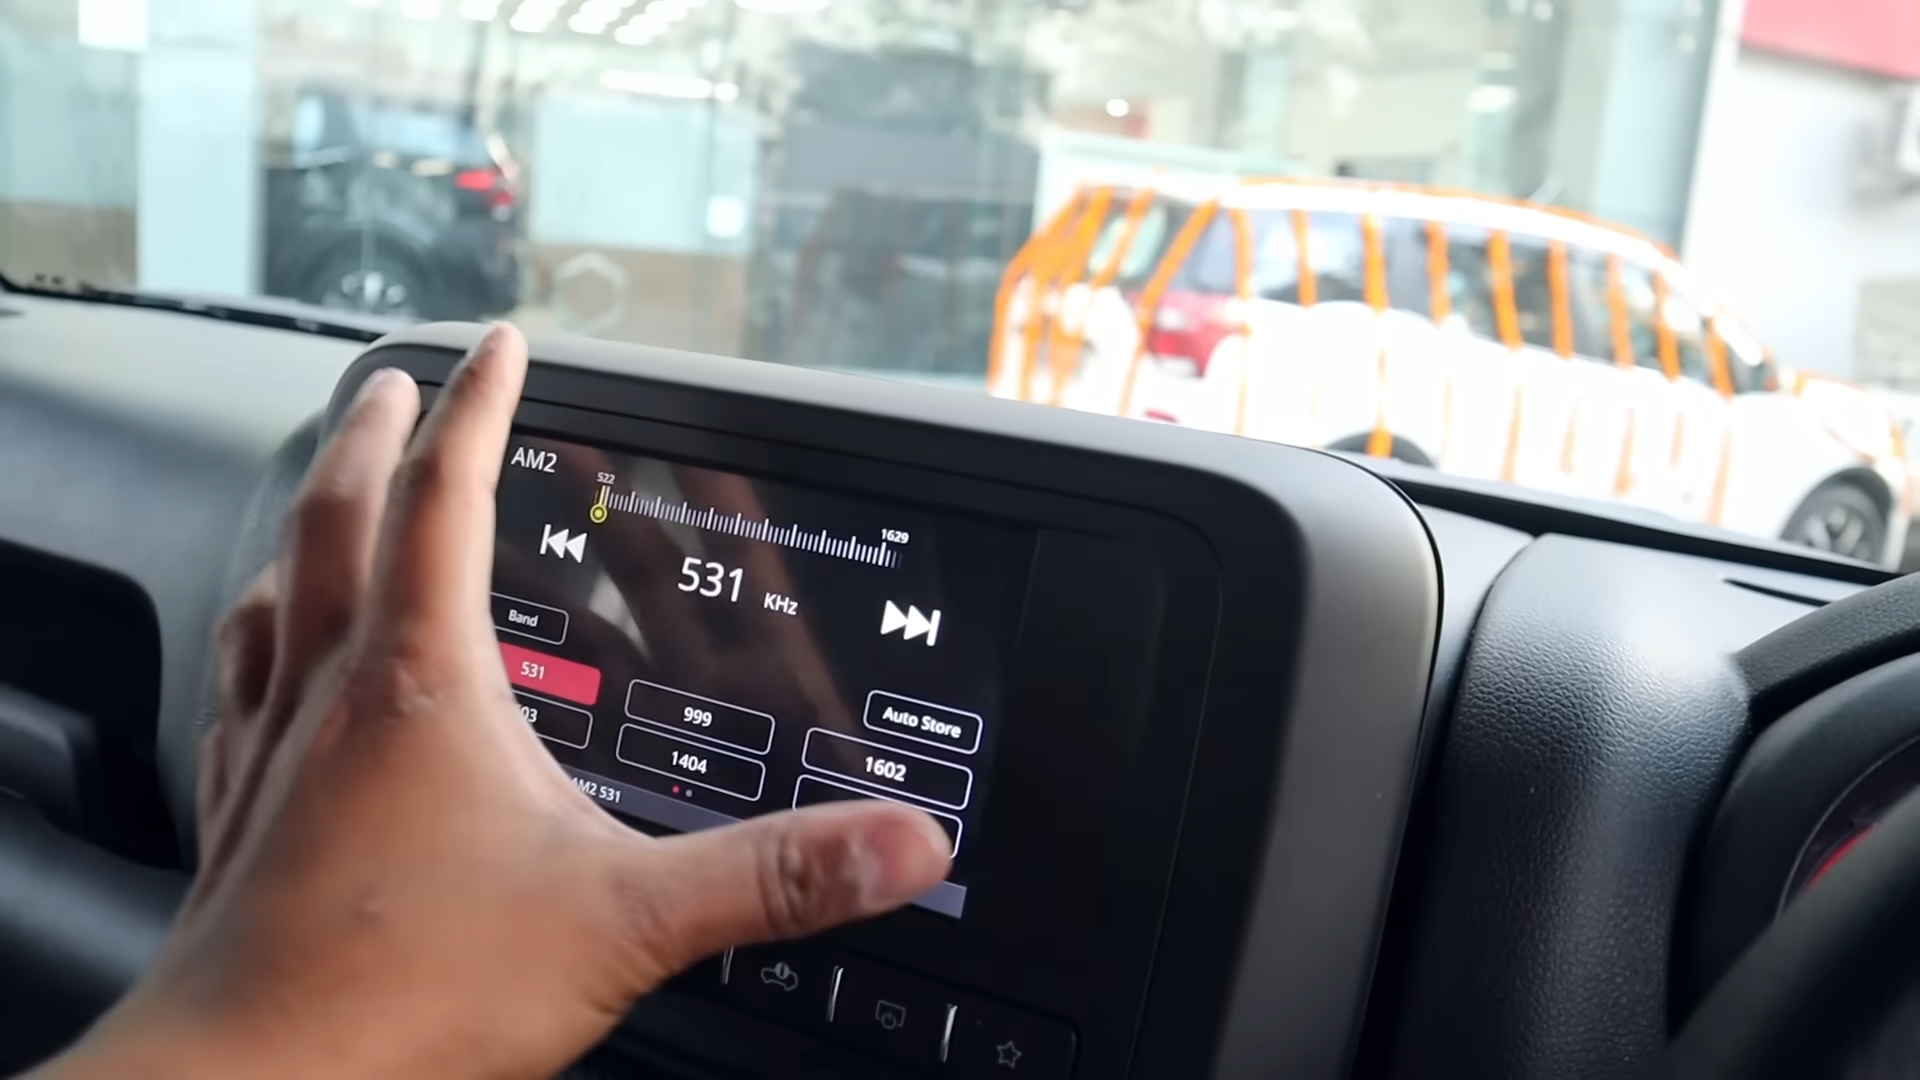 AM2
522
1629
531 KHz
Band
531
999
Auto Store
03
1404
1602
AM2 531